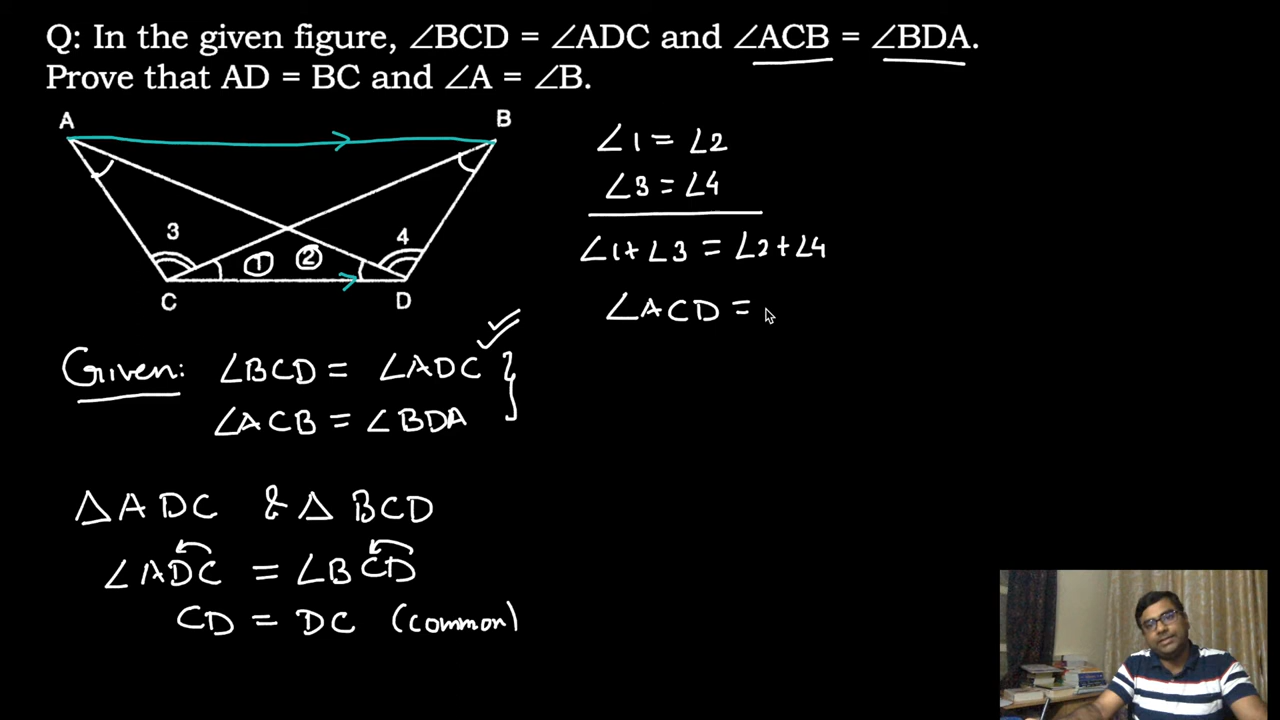 Q: In the given figure, ∠BCD = ∠ADC and ∠ACB = ∠BDA.
Prove that AD = BC and ∠A = ∠B.
A
B
3
4
1
2
C
D
∠1 = ∠2
∠3 = ∠4
∠1+∠3 = ∠2+∠4
∠ACD =
Given: ∠BCD = ∠ADC
∠ACB = ∠BDA
△ADC & △BCD
∠ADC = ∠BCD
CD = DC (common)